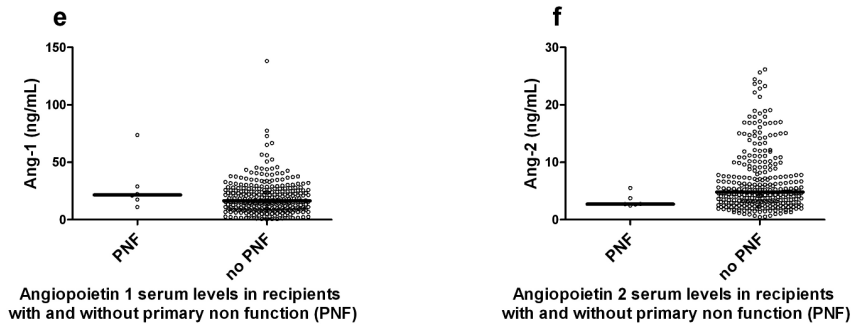 e
150
100
50
0
Ang-1 (ng/mL)
PNF
no PNF
Angiopoietin 1 serum levels in recipients
with and without primary non function (PNF)
f
30
20
10
0
Ang-2 (ng/mL)
PNF
no PNF
Angiopoietin 2 serum levels in recipients
with and without primary non function (PNF)